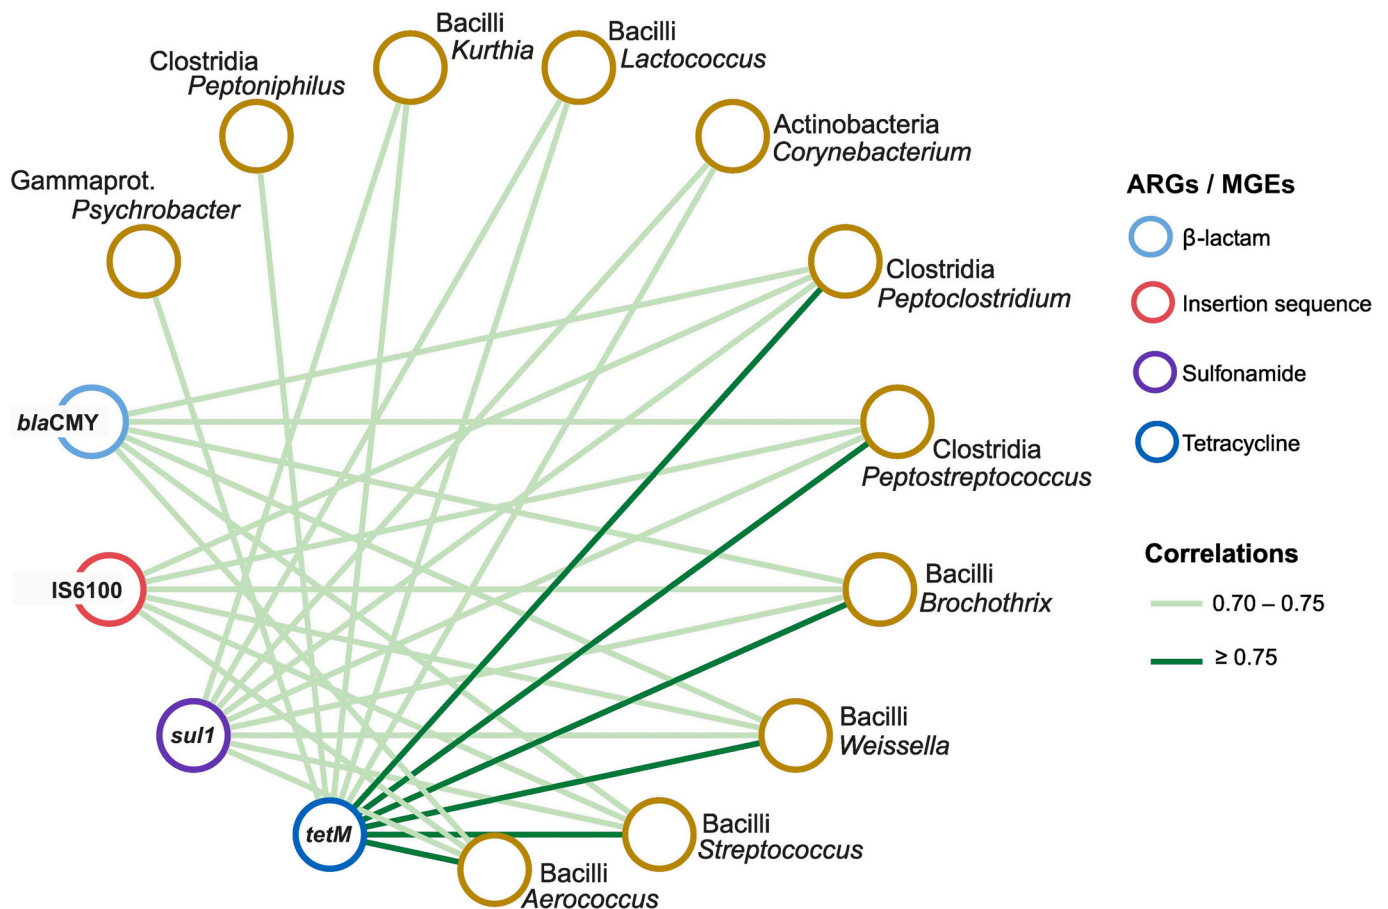 Bacilli
Kurthia
Bacilli
Lactococcus
Clostridia
Peptoniphilus
Actinobacteria
Corynebacterium
Gammaprot.
Psychrobacter
Clostridia
Peptoclostridium
blaCMY
Clostridia
Peptostreptococcus
IS6100
Bacilli
Brochothrix
sul1
Bacilli
Weissella
tetM
Bacilli
Streptococcus
Bacilli
Aerococcus
ARGs / MGEs
β-lactam
Insertion sequence
Sulfonamide
Tetracycline
Correlations
0.70 – 0.75
≥ 0.75